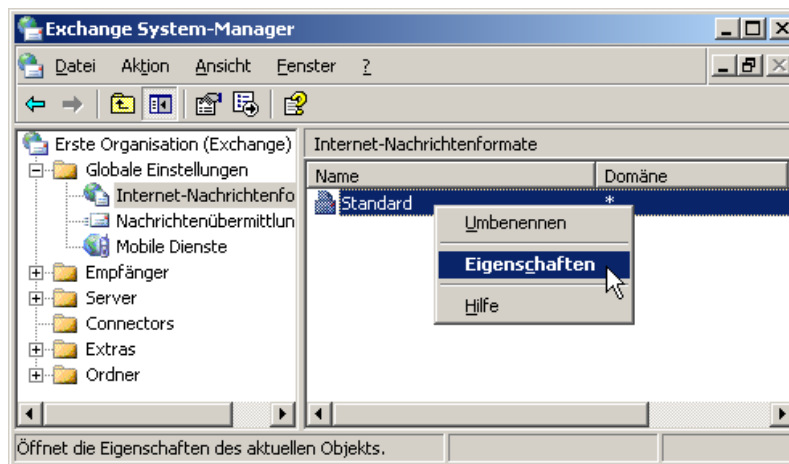 Exchange System-Manager
Datei Aktion Ansicht Fenster ?
Erste Organisation (Exchange)
Globale Einstellungen
Internet-Nachrichtenfo
Nachrichtenübermittlun
Mobile Dienste
Empfänger
Server
Connectors
Extras
Ordner
Internet-Nachrichtenformate
Name Domäne
Standard *
Umbenennen
Eigenschaften
Hilfe
Öffnet die Eigenschaften des aktuellen Objekts.